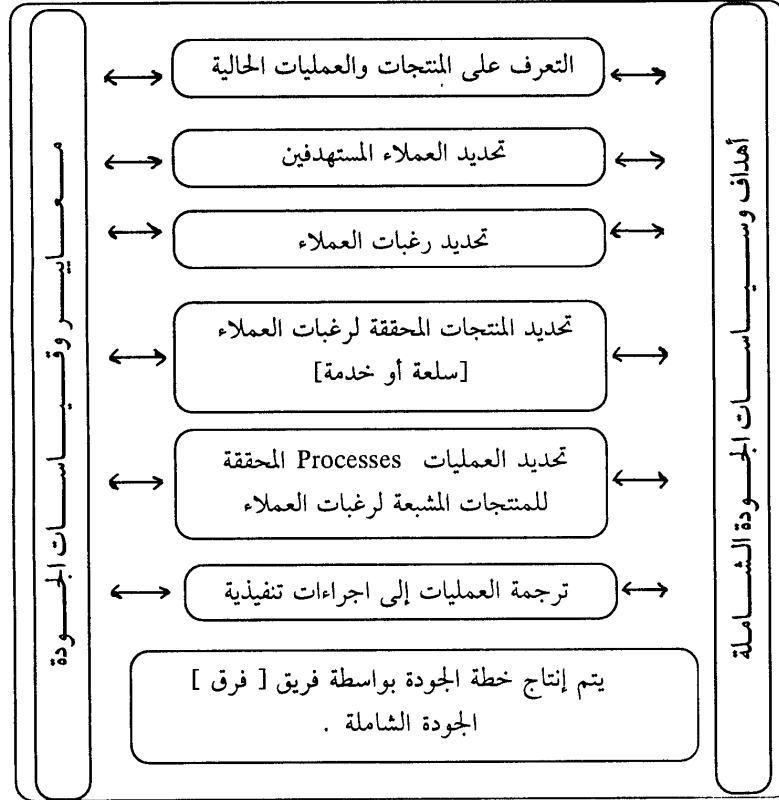 أهداف وسياسات الجودة الشاملة
التعرف على المنتجات والعمليات الحالية
تحديد العملاء المستهدفين
تحديد رغبات العملاء
تحديد المنتجات المحققة لرغبات العملاء
[سلعة أو خدمة]
تحديد العمليات Processes المحققة
للمنتجات المشبعة لرغبات العملاء
ترجمة العمليات إلى اجراءات تنفيذية
يتم إنتاج خطة الجودة بواسطة فريق [ فرق ]
الجودة الشاملة .
معايير وقياسات الجودة